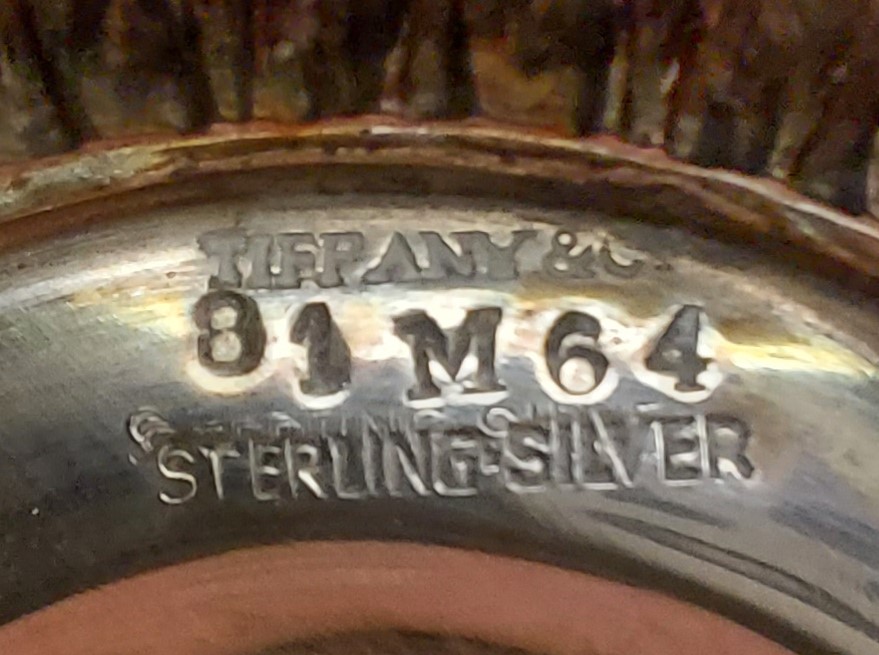 TIFFANY & Co
81 M 64
STERLING-SILVER